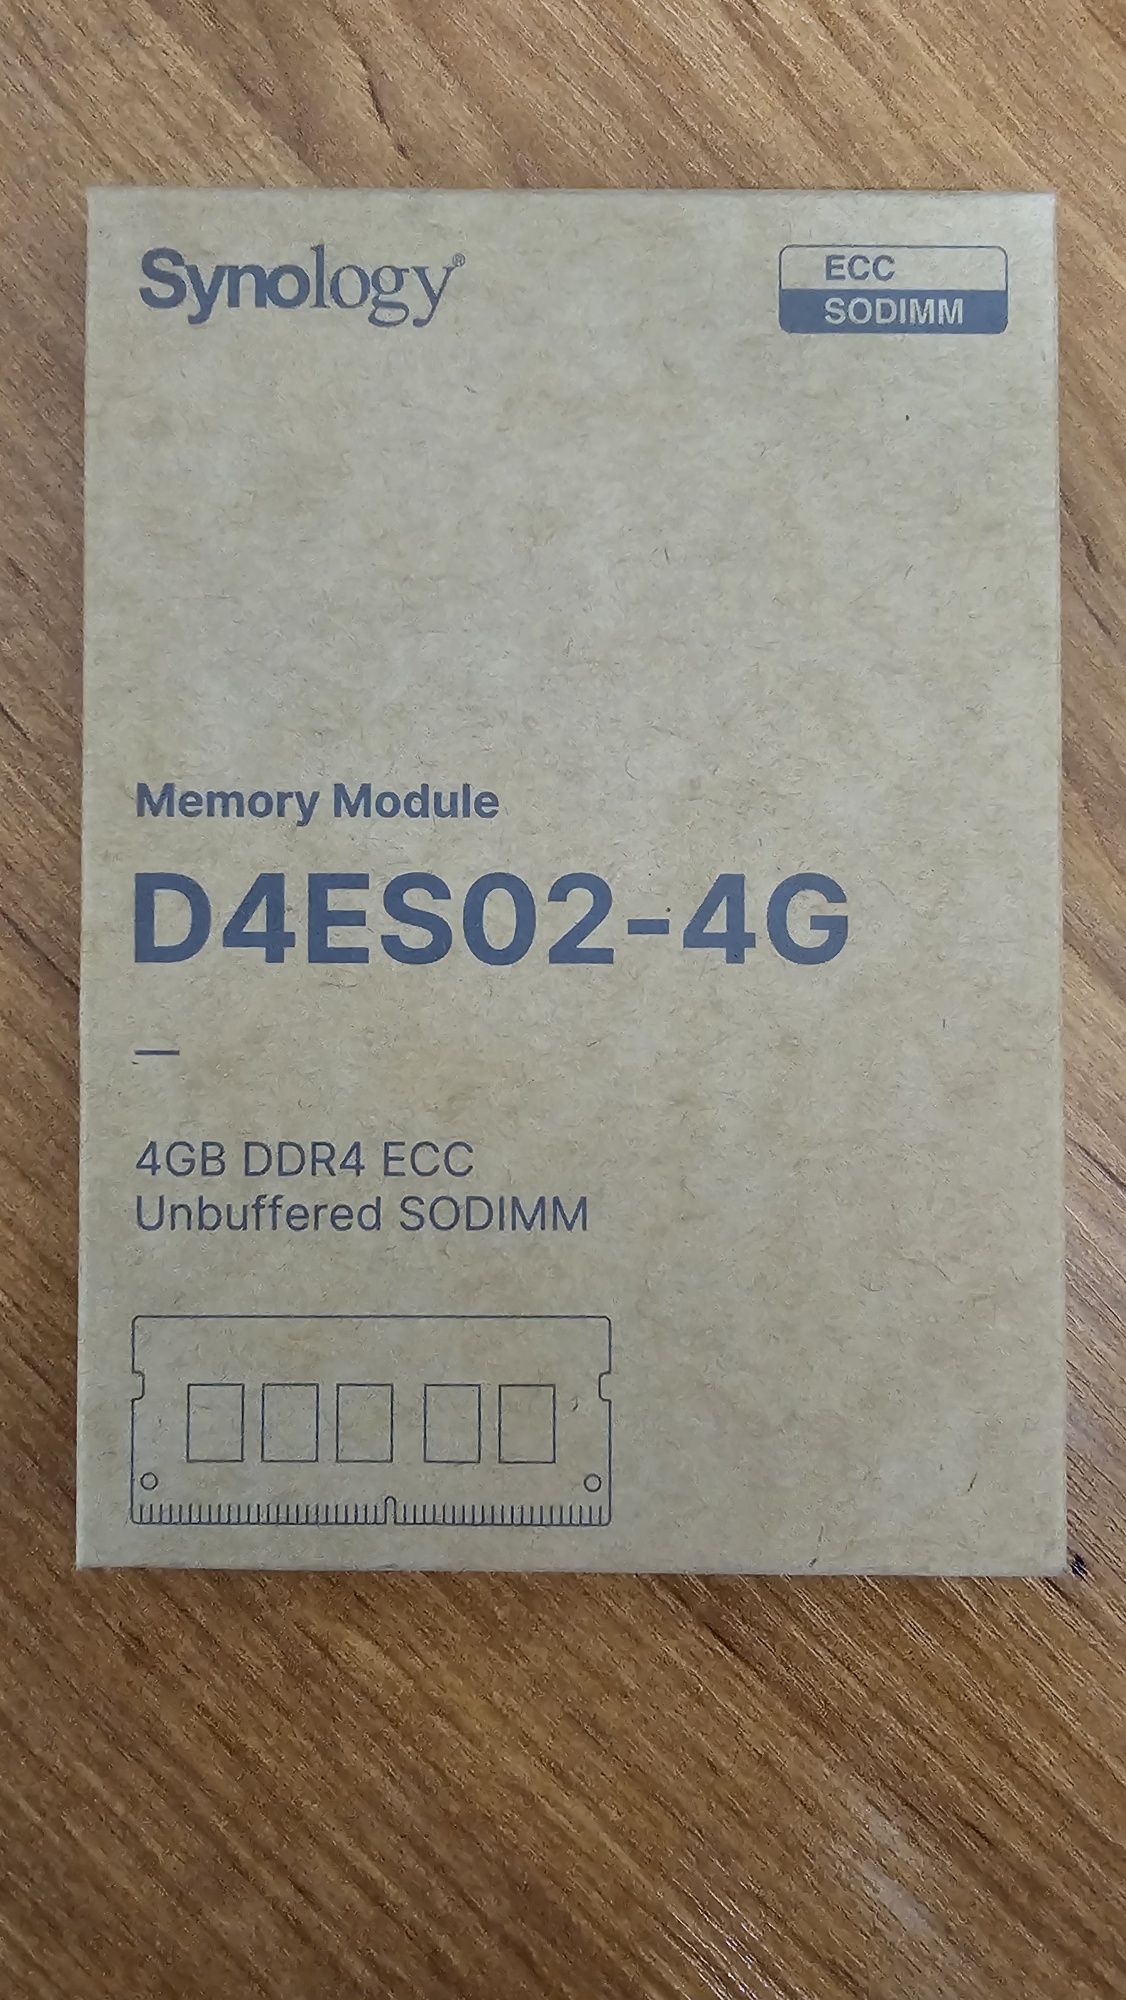 Synology®
ECC
SODIMM
Memory Module
D4ES02-4G
4GB DDR4 ECC
Unbuffered SODIMM